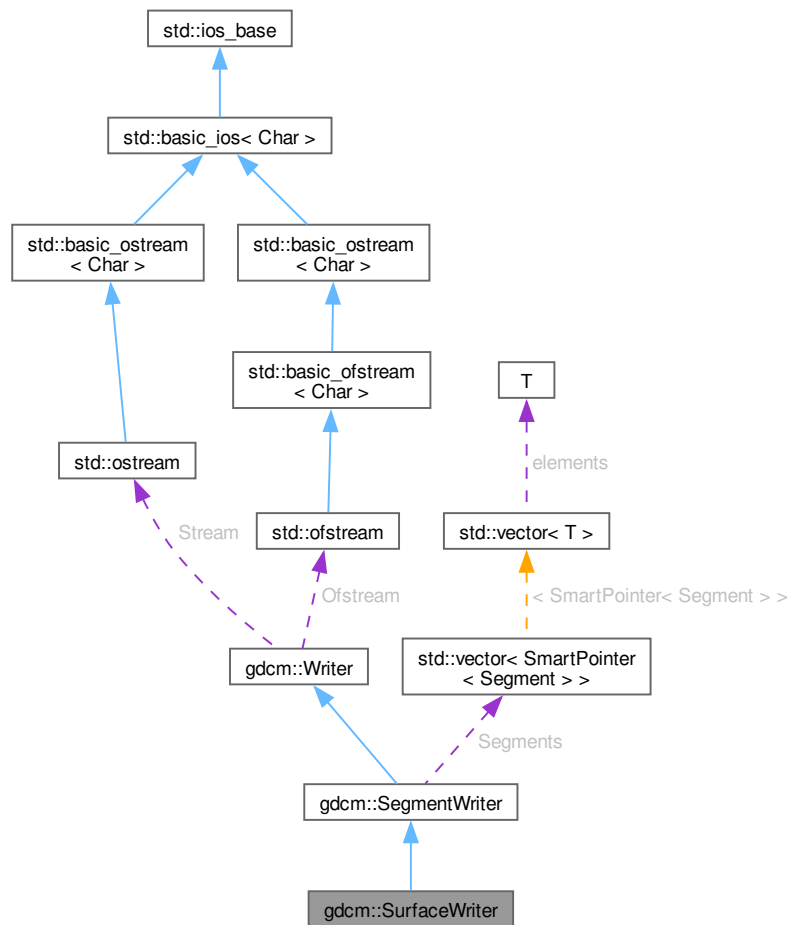 std::ios_base
std::basic_ios< Char >
std::basic_ostream
< Char >
std::basic_ostream
< Char >
std::basic_ofstream
< Char >
T
std::ostream
elements
std::ofstream
std::vector< T >
Stream
Ofstream
< SmartPointer< Segment > >
gdcm::Writer
std::vector< SmartPointer
< Segment > >
Segments
gdcm::SegmentWriter
gdcm::SurfaceWriter